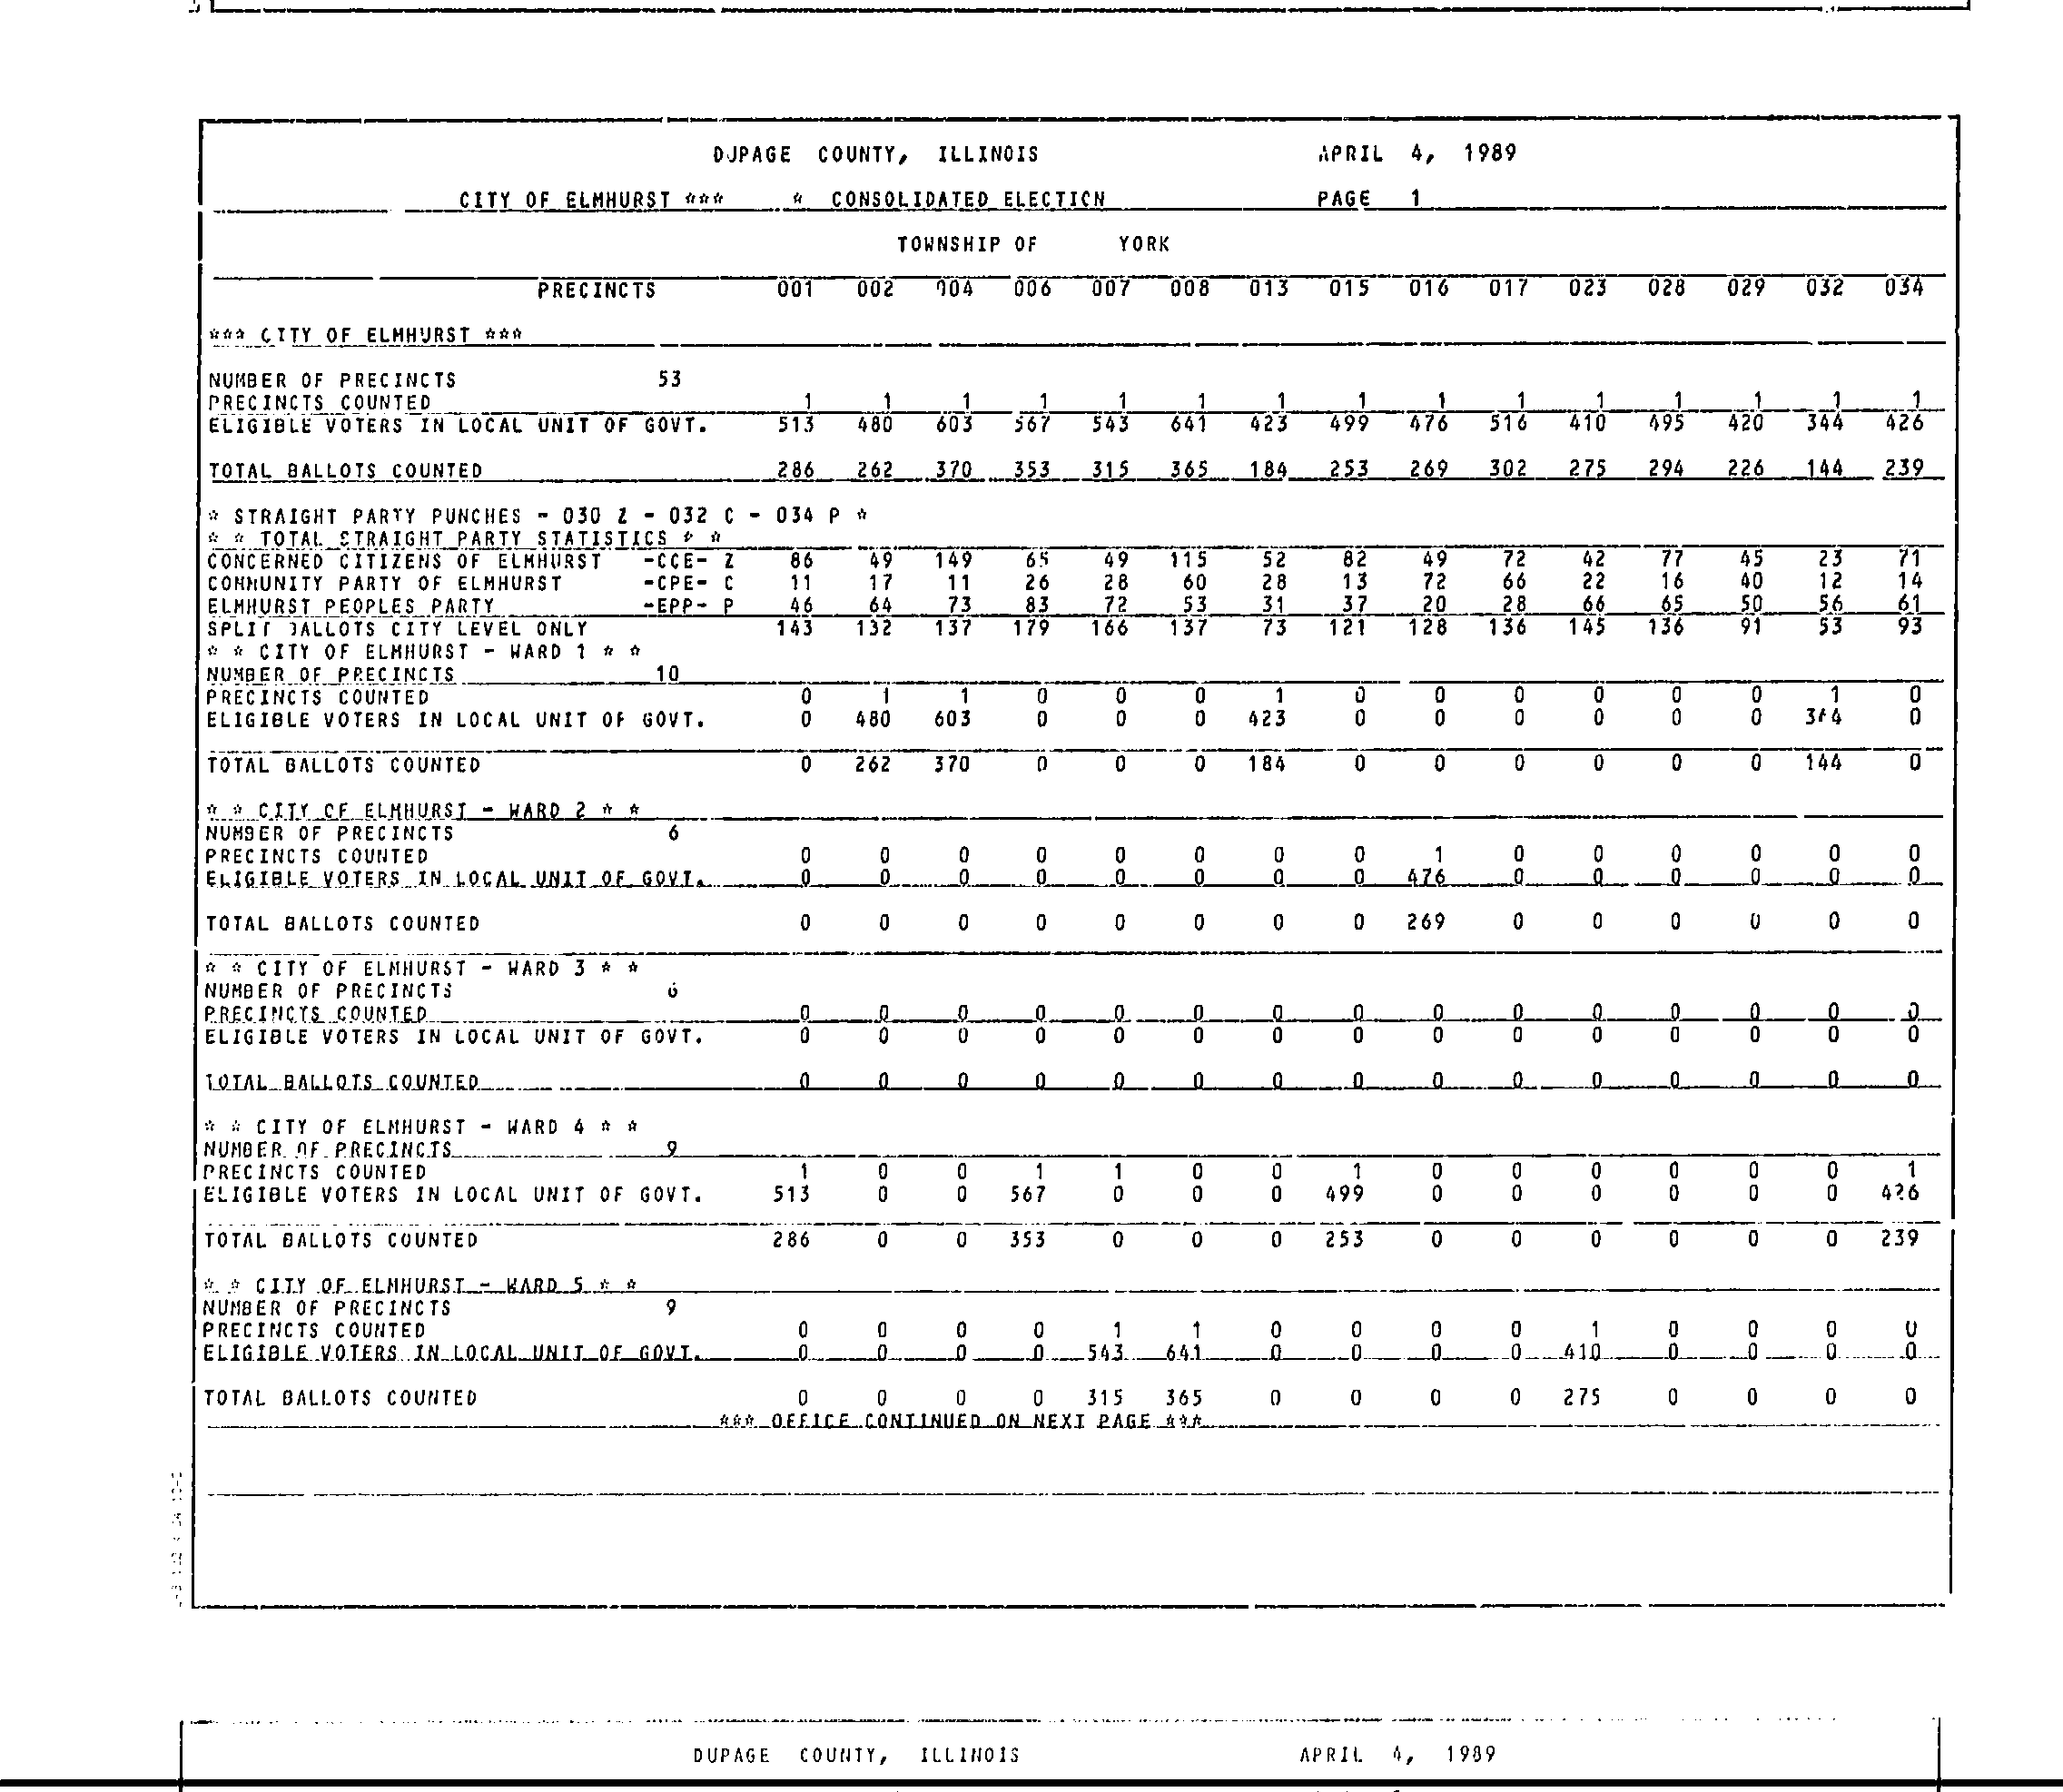 DJPAGE COUNTY, ILLINOIS APRIL 4, 1989
CITY OF ELMHURST *** * CONSOLIDATED ELECTION PAGE 1
TOWNSHIP OF YORK
PRECINCTS 001 002 004 006 007 008 013 015 016 017 023 028 029 032 034
*** CITY OF ELMHURST ***
NUMBER OF PRECINCTS 53
PRECINCTS COUNTED 1 1 1 1 1 1 1 1 1 1 1 1 1 1 1
ELIGIBLE VOTERS IN LOCAL UNIT OF GOVT. 513 480 603 567 543 641 423 499 476 516 410 495 420 344 426
TOTAL BALLOTS COUNTED 286 262 370 353 315 365 184 253 269 302 275 294 226 144 239
* STRAIGHT PARTY PUNCHES - 030 Z - 032 C - 034 P *
* * TOTAL STRAIGHT PARTY STATISTICS * *
CONCERNED CITIZENS OF ELMHURST -CCE- Z 86 49 149 65 49 115 52 82 49 72 42 77 45 23 71
COMMUNITY PARTY OF ELMHURST -CPE- C 11 17 11 26 28 60 28 13 72 66 22 16 40 12 14
ELMHURST PEOPLES PARTY -EPP- P 46 64 73 83 72 53 31 37 20 28 66 65 50 56 61
SPLIT BALLOTS CITY LEVEL ONLY 143 132 137 179 166 137 73 121 128 136 145 136 91 53 93
* * CITY OF ELMHURST - WARD 1 * *
NUMBER OF PRECINCTS 10
PRECINCTS COUNTED 0 1 1 0 0 0 1 0 0 0 0 0 0 1 0
ELIGIBLE VOTERS IN LOCAL UNIT OF GOVT. 0 480 603 0 0 0 423 0 0 0 0 0 0 344 0
TOTAL BALLOTS COUNTED 0 262 370 0 0 0 184 0 0 0 0 0 0 144 0
* * CITY OF ELMHURST - WARD 2 * *
NUMBER OF PRECINCTS 6
PRECINCTS COUNTED 0 0 0 0 0 0 0 0 1 0 0 0 0 0 0
ELIGIBLE VOTERS IN LOCAL UNIT OF GOVT. 0 0 0 0 0 0 0 0 476 0 0 0 0 0 0
TOTAL BALLOTS COUNTED 0 0 0 0 0 0 0 0 269 0 0 0 0 0 0
* * CITY OF ELMHURST - WARD 3 * *
NUMBER OF PRECINCTS 6
PRECINCTS COUNTED 0 0 0 0 0 0 0 0 0 0 0 0 0 0 0
ELIGIBLE VOTERS IN LOCAL UNIT OF GOVT. 0 0 0 0 0 0 0 0 0 0 0 0 0 0 0
TOTAL BALLOTS COUNTED 0 0 0 0 0 0 0 0 0 0 0 0 0 0 0
* * CITY OF ELMHURST - WARD 4 * *
NUMBER OF PRECINCTS 9
PRECINCTS COUNTED 1 0 0 1 1 0 0 1 0 0 0 0 0 0 1
ELIGIBLE VOTERS IN LOCAL UNIT OF GOVT. 513 0 0 567 0 0 0 499 0 0 0 0 0 0 426
TOTAL BALLOTS COUNTED 286 0 0 353 0 0 0 253 0 0 0 0 0 0 239
* * CITY OF ELMHURST - WARD 5 * *
NUMBER OF PRECINCTS 9
PRECINCTS COUNTED 0 0 0 0 1 1 0 0 0 0 1 0 0 0 0
ELIGIBLE VOTERS IN LOCAL UNIT OF GOVT. 0 0 0 0 543 641 0 0 0 0 410 0 0 0 0
TOTAL BALLOTS COUNTED 0 0 0 0 315 365 0 0 0 0 275 0 0 0 0
*** OFFICE CONTINUED ON NEXT PAGE ***
DUPAGE COUNTY, ILLINOIS APRIL 4, 1989